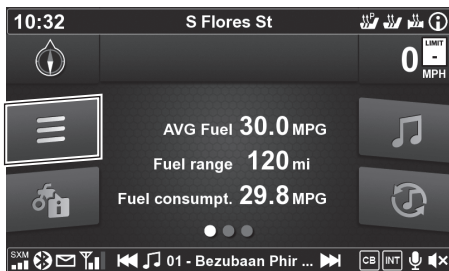 10:32 S Flores St
LIMIT
0 -
MPH
AVG Fuel 30.0 MPG
Fuel range 120 mi
Fuel consumpt. 29.8 MPG
SXM 01 - Bezubaan Phir ... CB INT